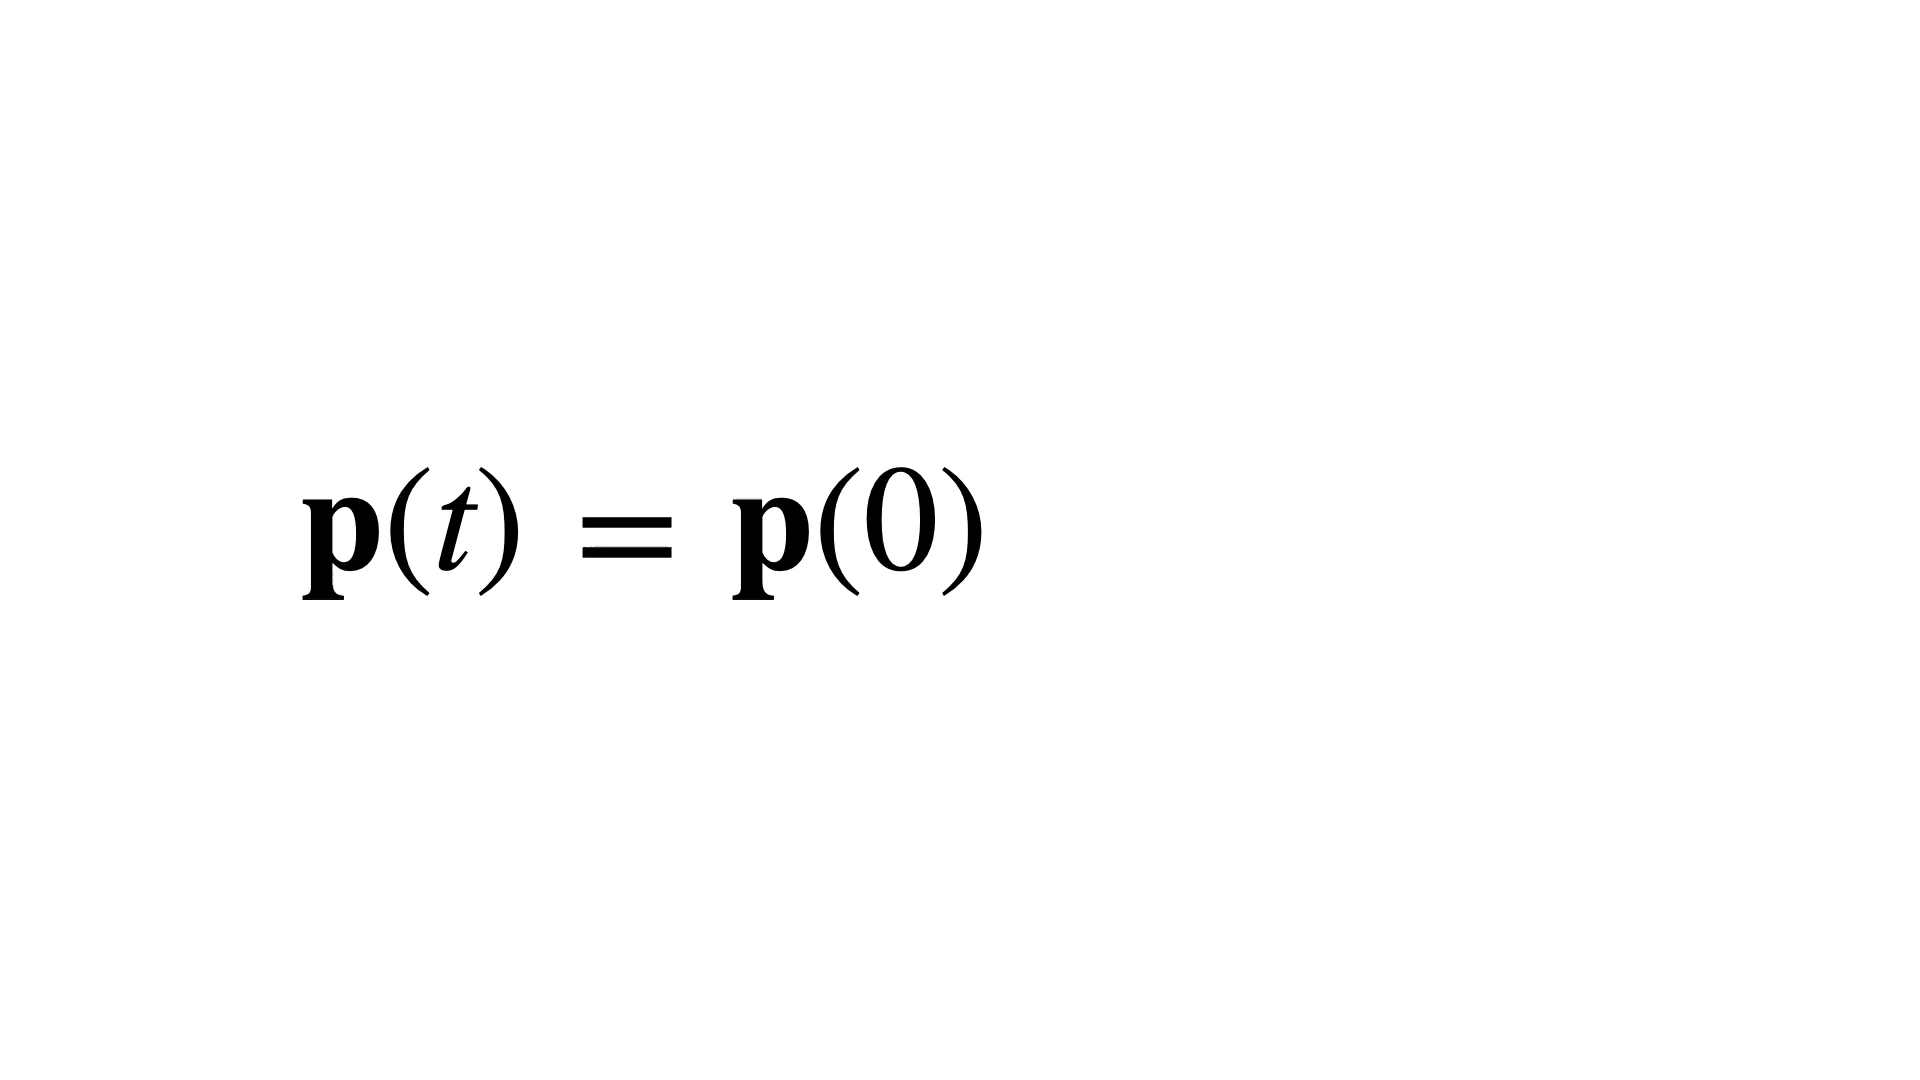 p(t) = p(0)